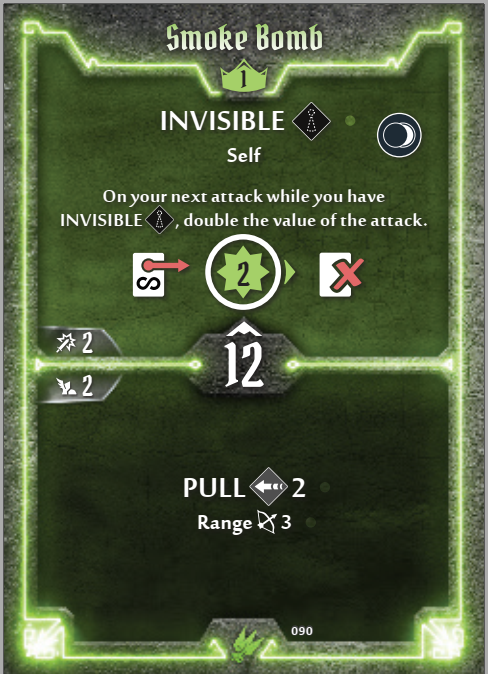 Smoke Bomb
1
INVISIBLE
Self
On your next attack while you have
INVISIBLE , double the value of the attack.
2
2
12
2
PULL 2
Range 3
090